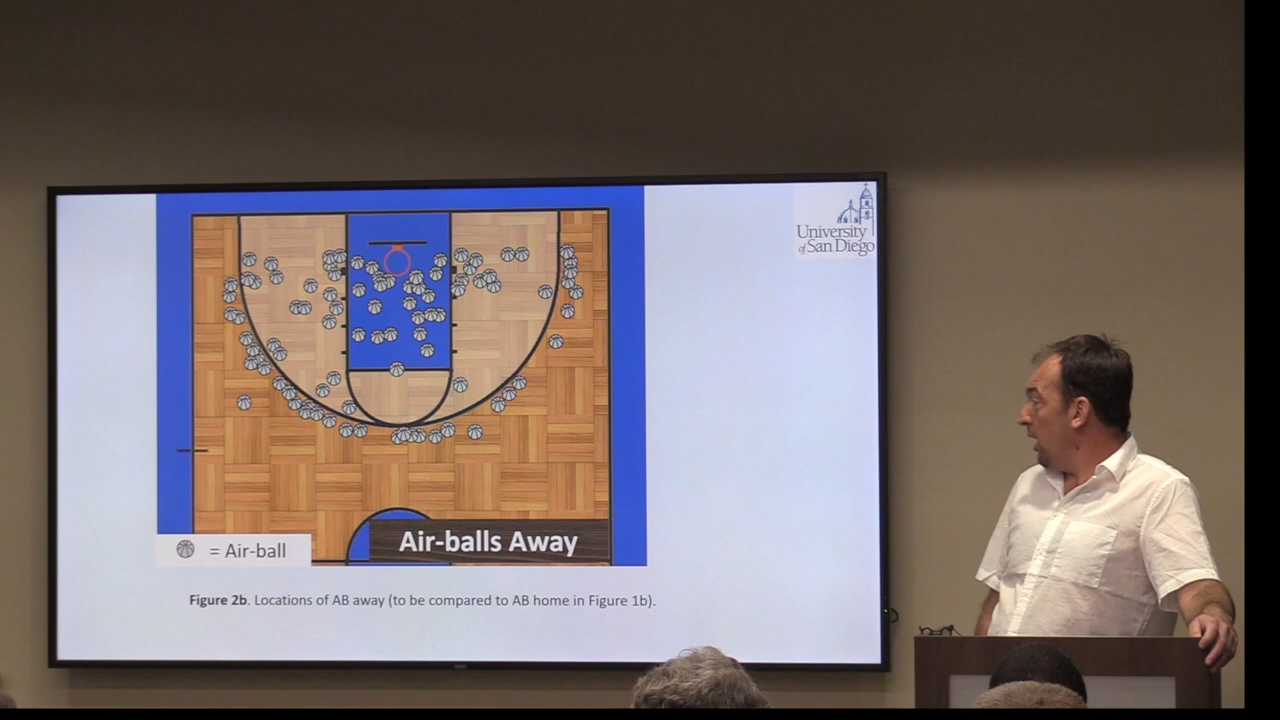 University
of San Diego
= Air-ball
Air-balls Away
Figure 2b. Locations of AB away (to be compared to AB home in Figure 1b).